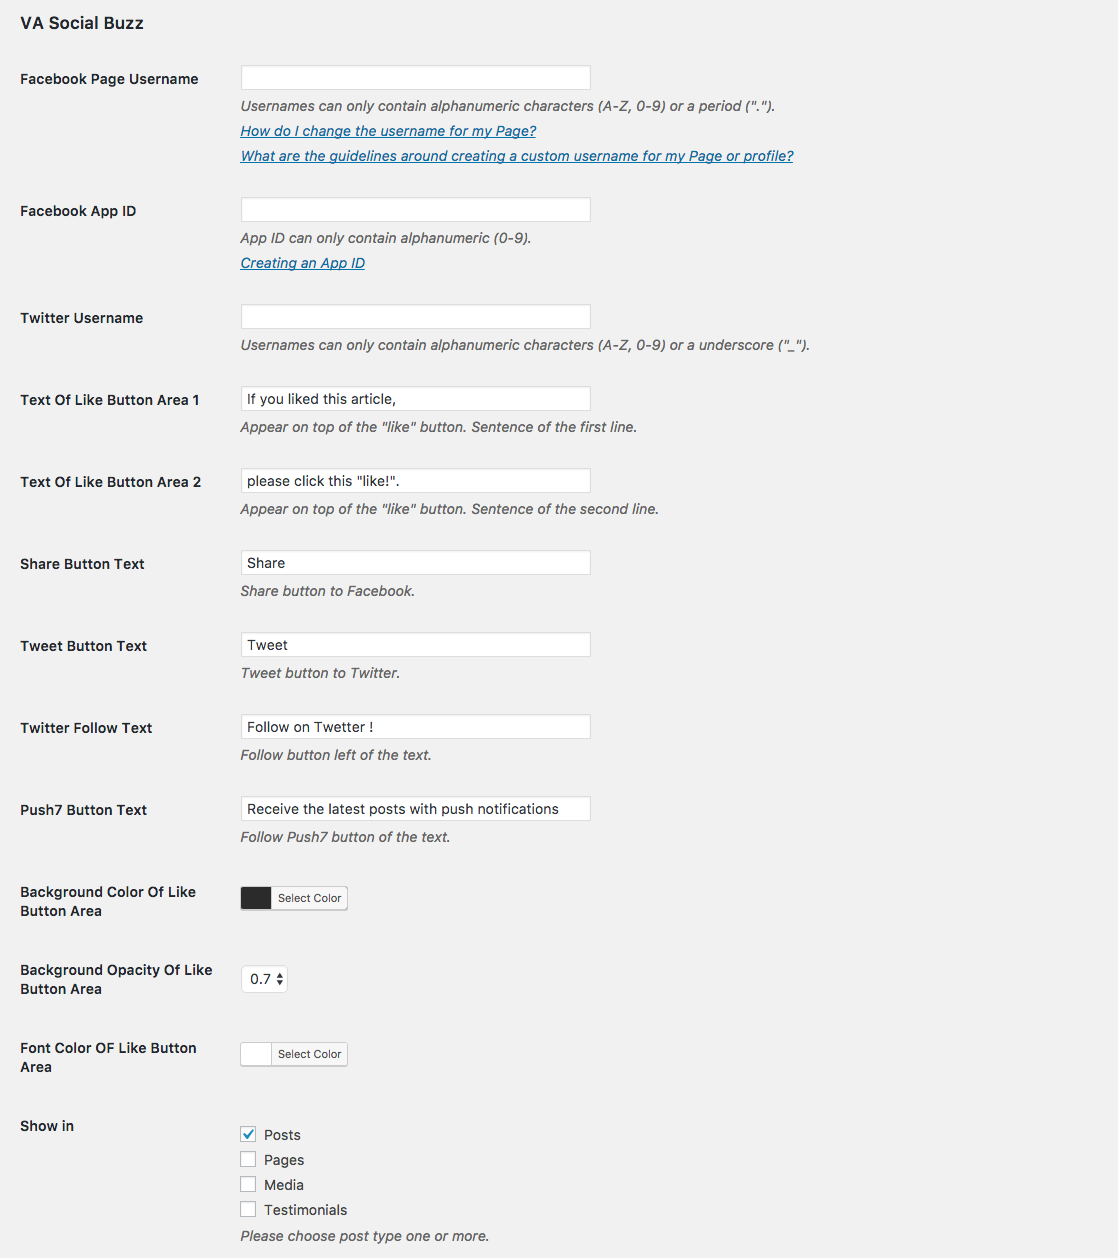 VA Social Buzz
Facebook Page Username
Usernames can only contain alphanumeric characters (A-Z, 0-9) or a period (".").
How do I change the username for my Page?
What are the guidelines around creating a custom username for my Page or profile?
Facebook App ID
App ID can only contain alphanumeric (0-9).
Creating an App ID
Twitter Username
Usernames can only contain alphanumeric characters (A-Z, 0-9) or a underscore ("_").
Text Of Like Button Area 1
If you liked this article,
Appear on top of the "like" button. Sentence of the first line.
Text Of Like Button Area 2
please click this "like!".
Appear on top of the "like" button. Sentence of the second line.
Share Button Text
Share
Share button to Facebook.
Tweet Button Text
Tweet
Tweet button to Twitter.
Twitter Follow Text
Follow on Twetter !
Follow button left of the text.
Push7 Button Text
Receive the latest posts with push notifications
Follow Push7 button of the text.
Background Color Of Like
Button Area
Select Color
Background Opacity Of Like
Button Area
0.7
Font Color OF Like Button
Area
Select Color
Show in
Posts
Pages
Media
Testimonials
Please choose post type one or more.